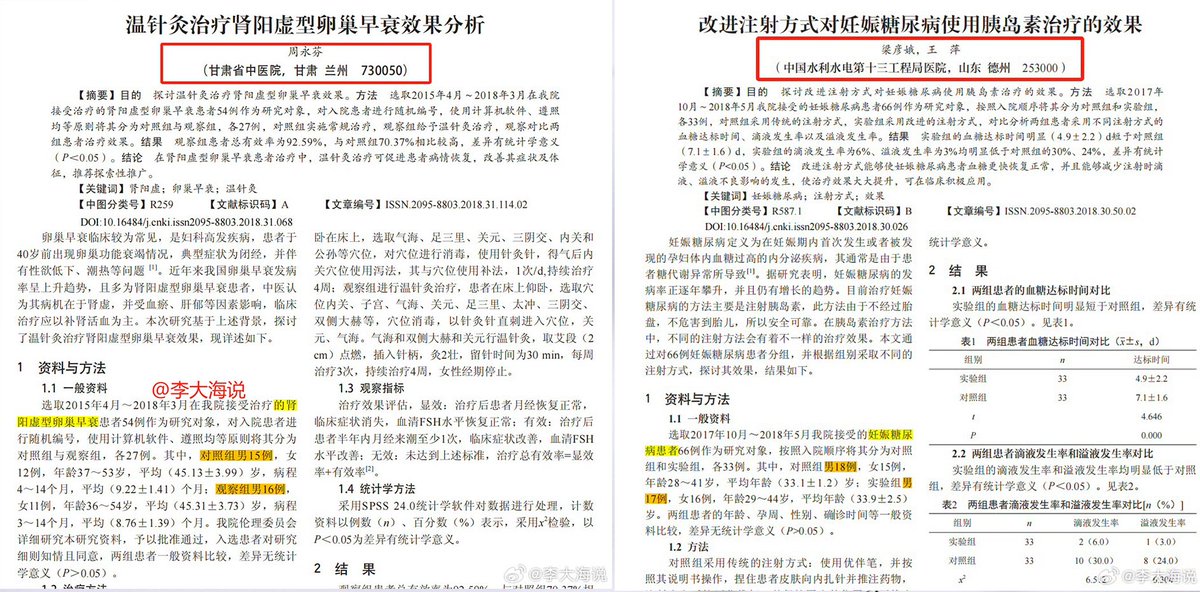 温针灸治疗肾阳虚型卵巢早衰效果分析
周永芬
(甘肃省中医院，甘肃 兰州 730050)
【摘要】目的 探讨温针灸治疗肾阳虚型卵巢早衰效果。方法 选取2015年4月～2018年3月在我院
接受治疗的肾阳虚型卵巢早衰患者54例作为研究对象，对入院患者进行随机编号，使用计算机软件、遵照
均等原则将其分为对照组与观察组，各27例，对照组实施常规治疗，观察组给予温针灸治疗，观察对比两
组患者治疗效果。结果 观察组患者总有效率为92.59%，与对照组70.37%相比较高，差异有统计学意义
（P<0.05）。结论 在肾阳虚型卵巢早衰患者治疗中，温针灸治疗可促进患者病情恢复，改善其症状及体
征，推荐探索性推广。
【关键词】肾阳虚；卵巢早衰；温针灸
【中图分类号】R259 【文献标识码】A 【文章编号】ISSN.2095-8803.2018.31.114.02
DOI:10.16484/j.cnki.issn2095-8803.2018.31.068
卵巢早衰临床较为常见，是妇科高发疾病，患者于
40岁前出现卵巢功能衰竭情况，典型症状为闭经，并伴
有性欲低下、潮热等问题 [1]。近年来我国卵巢早衰发病
率呈上升趋势，且多为肾阳虚型卵巢早衰患者，中医认
为其病机在于肾虚，并受血瘀、肝郁等因素影响，临床
治疗应以补肾活血为主。本次研究基于上述背景，探讨
了温针灸治疗肾阳虚型卵巢早衰效果，现详述如下。
1 资料与方法
@李大海说
1.1 一般资料
选取2015年4月～2018年3月在我院接受治疗的肾
阳虚型卵巢早衰患者54例作为研究对象，对入院患者
进行随机编号，使用计算机软件、遵照均等原则将其分为
对照组与观察组，各27例。其中，对照组男15例，女
12例，年龄37～53岁，平均（45.13±3.99）岁，病程
4～14个月，平均（9.22±1.41）个月；观察组男16例，
女11例，年龄36～54岁，平均（45.31±3.73）岁，病程
3～14个月，平均（8.76±1.39）个月。我院伦理委员会
详细研究本研究资料，予以批准通过，入选患者对研究
细则知情且同意，两组患者一般资料比较，差异无统计
学意义（P＞0.05）。
1.2 治疗方法
卧在床上，选取气海、足三里、关元、三阴交、内关和
公孙等穴位，对穴位进行消毒，使用针灸针，得气后内
关穴位使用泻法，其与穴位使用补法，1次/d,持续治疗
4周；观察组进行温针灸治疗，患者在床上仰卧，选取穴
位内关、子宫、气海、关元、足三里、太冲、三阴交、
双侧大赫等，穴位消毒，以针灸针直刺进入穴位，关
元、气海。气海和双侧大赫和关元行温针灸，取艾段（2
cm）点燃，插入针柄，灸2壮，留针时间为30 min，每周
治疗3次，持续治疗4周，女性经期停止。
1.3 观察指标
治疗效果评估，显效：治疗后患者月经恢复正常，
临床症状消失，血清FSH水平恢复正常；有效：治疗后
患者半年内月经来潮至少1次，临床症状改善，血清FSH
水平改善；无效：未达到上述标准，治疗总有效率=显效
率+有效率[2]。
1.4 统计学方法
采用SPSS 24.0统计学软件对数据进行处理，计数
资料以例数（n）、百分数（%）表示，采用x²检验，以
P＜0.05为差异有统计学意义。
2 结 果
@李大海说
改进注射方式对妊娠糖尿病使用胰岛素治疗的效果
梁彦娥，王 萍
（中国水利水电第十三工程局医院，山东 德州 253000）
【摘要】目的 探讨改进注射方式对妊娠糖尿病使用胰岛素治疗的效果。方法 选取2017年
10月～2018年5月我院接受的妊娠糖尿病患者66例作为研究对象，按照入院顺序将其分为对照组和实验组，
各33例，对照组采用传统的注射方式，实验组采用改进的注射方式，对比分析两组患者采用不同注射方式的
血糖达标时间、滴液发生率以及溢液发生率。结果 实验组的血糖达标时间明显（4.9±2.2）d短于对照组
（7.1±1.6）d，实验组的滴液发生率为6%、溢液发生率为3%均明显低于对照组的30%、24%，差异有统计
学意义（P<0.05）。结论 改进注射方式能够使妊娠糖尿病患者血糖更快恢复正常，并且能够减少注射时滴
液、溢液不良影响的发生，使治疗效果大大提升，可在临床积极应用。
【关键词】妊娠糖尿病；注射方式；效果
【中图分类号】R587.1 【文献标识码】B 【文章编号】ISSN.2095-8803.2018.30.50.02
DOI:10.16484/j.cnki.issn2095-8803.2018.30.026
妊娠糖尿病定义为在妊娠期内首次发生或者被发
现的孕妇体内血糖过高的内分泌疾病，其通常是由于患
者糖代谢异常所导致[1]。据研究表明，妊娠糖尿病的发
病率正逐年攀升，并且仍有增长的趋势。目前治疗妊娠
糖尿病的方法主要是注射胰岛素，此方法由于不经过胎
盘，不危害到胎儿，所以安全可靠。在胰岛素治疗方法
中，不同的注射方法会有着不一样的治疗效果。本文通
过对66例妊娠糖尿病患者分组，并根据组别采取不同的
注射方式，探讨其效果，结果如下。
1 资料与方法
1.1 一般资料
选取2017年10月～2018年5月我院接受的妊娠糖尿
病患者66例作为研究对象，按照入院顺序将其分为对照
组和实验组，各33例。其中，对照组男18例，女15例，
年龄28～41岁，平均年龄（33.1±1.2）岁；实验组男
17例，女16例，年龄29～44岁，平均年龄（33.9±2.5）
岁。两组患者的年龄、孕周、性别、确诊时间等一般资
料比较，差异无统计学意义（P>0.05）。
1.2 方法
对照组采用传统的注射方式：使用优伴笔，并按
照其说明书操作，捏住患者皮肤向内扎针并推注药物，
统计学意义。
2 结 果
2.1 两组患者的血糖达标时间对比
实验组的血糖达标时间明显短于对照组，差异有统
计学意义（P＜0.05）。见表1。
表1 两组患者血糖达标时间对比（x̄±s，d）
组别 n 达标时间
实验组 33 4.9±2.2
对照组 33 7.1±1.6
t 4.646
P 0.000
2.2 两组患者滴液发生率和溢液发生率对比
实验组的滴液发生率和溢液发生率均明显低于对照
组，差异有统计学意义（P＜0.05）。见表2。
表2 两组患者滴液发生率和溢液发生率对比[n（%）]
组别 n 滴液发生率 溢液发生率
实验组 33 2（6.0） 1（3.0）
对照组 33 10（30.0） 8（24.0）
x²
@李大海说